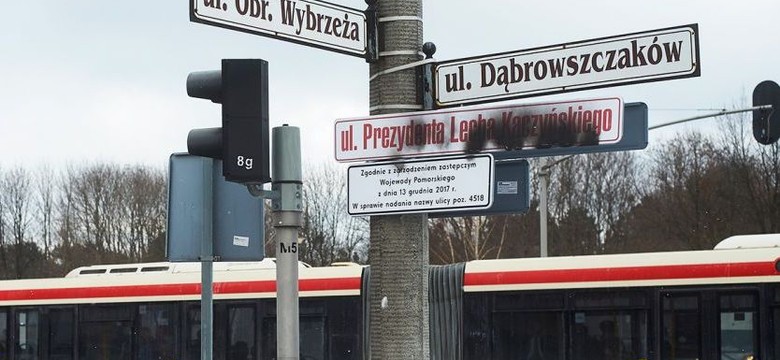 ul. Obr. Wybrzeża
ul. Dąbrowszczaków
ul. Prezydenta Lecha Kaczyńskiego
Zgodnie z zarządzeniem zastępczym
Wojewody Pomorskiego
z dnia 13 grudnia 2017 r.
W sprawie nadania nazwy ulicy poz. 4518
8g
M5